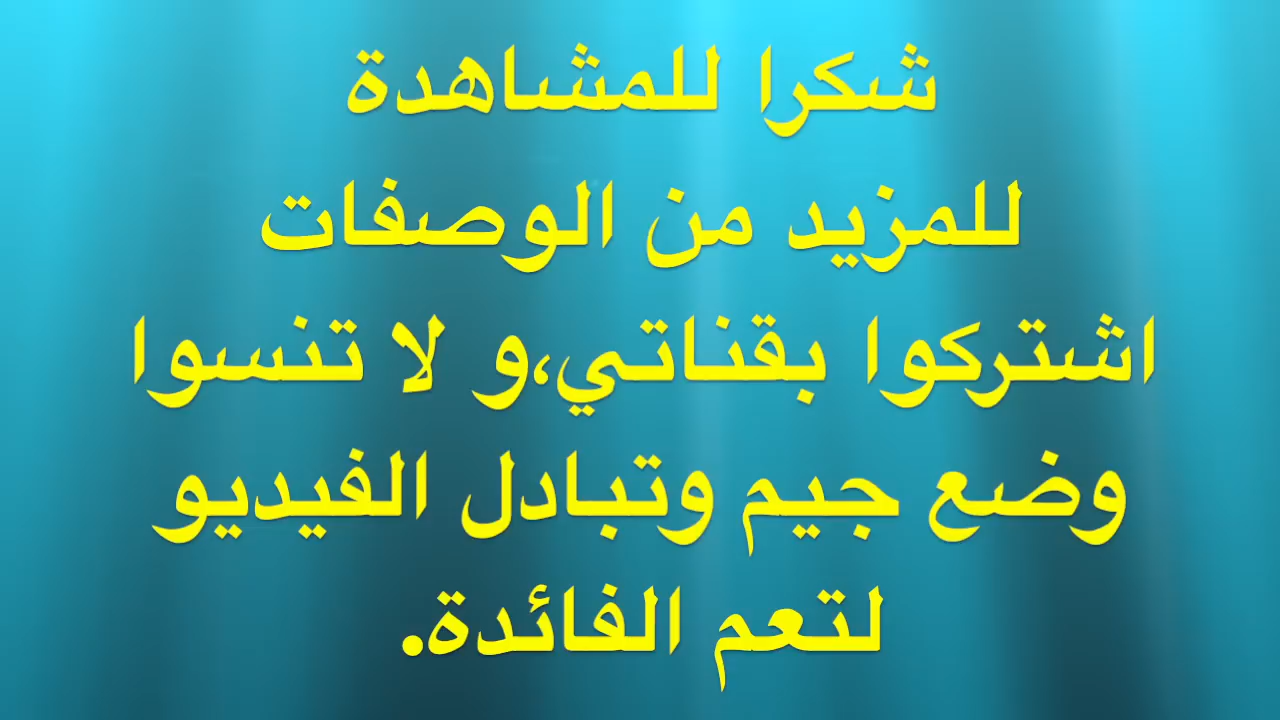 شكرا للمشاهدة
للمزيد من الوصفات
اشتركوا بقناتي،و لا تنسوا
وضع جيم وتبادل الفيديو
لتعم الفائدة.